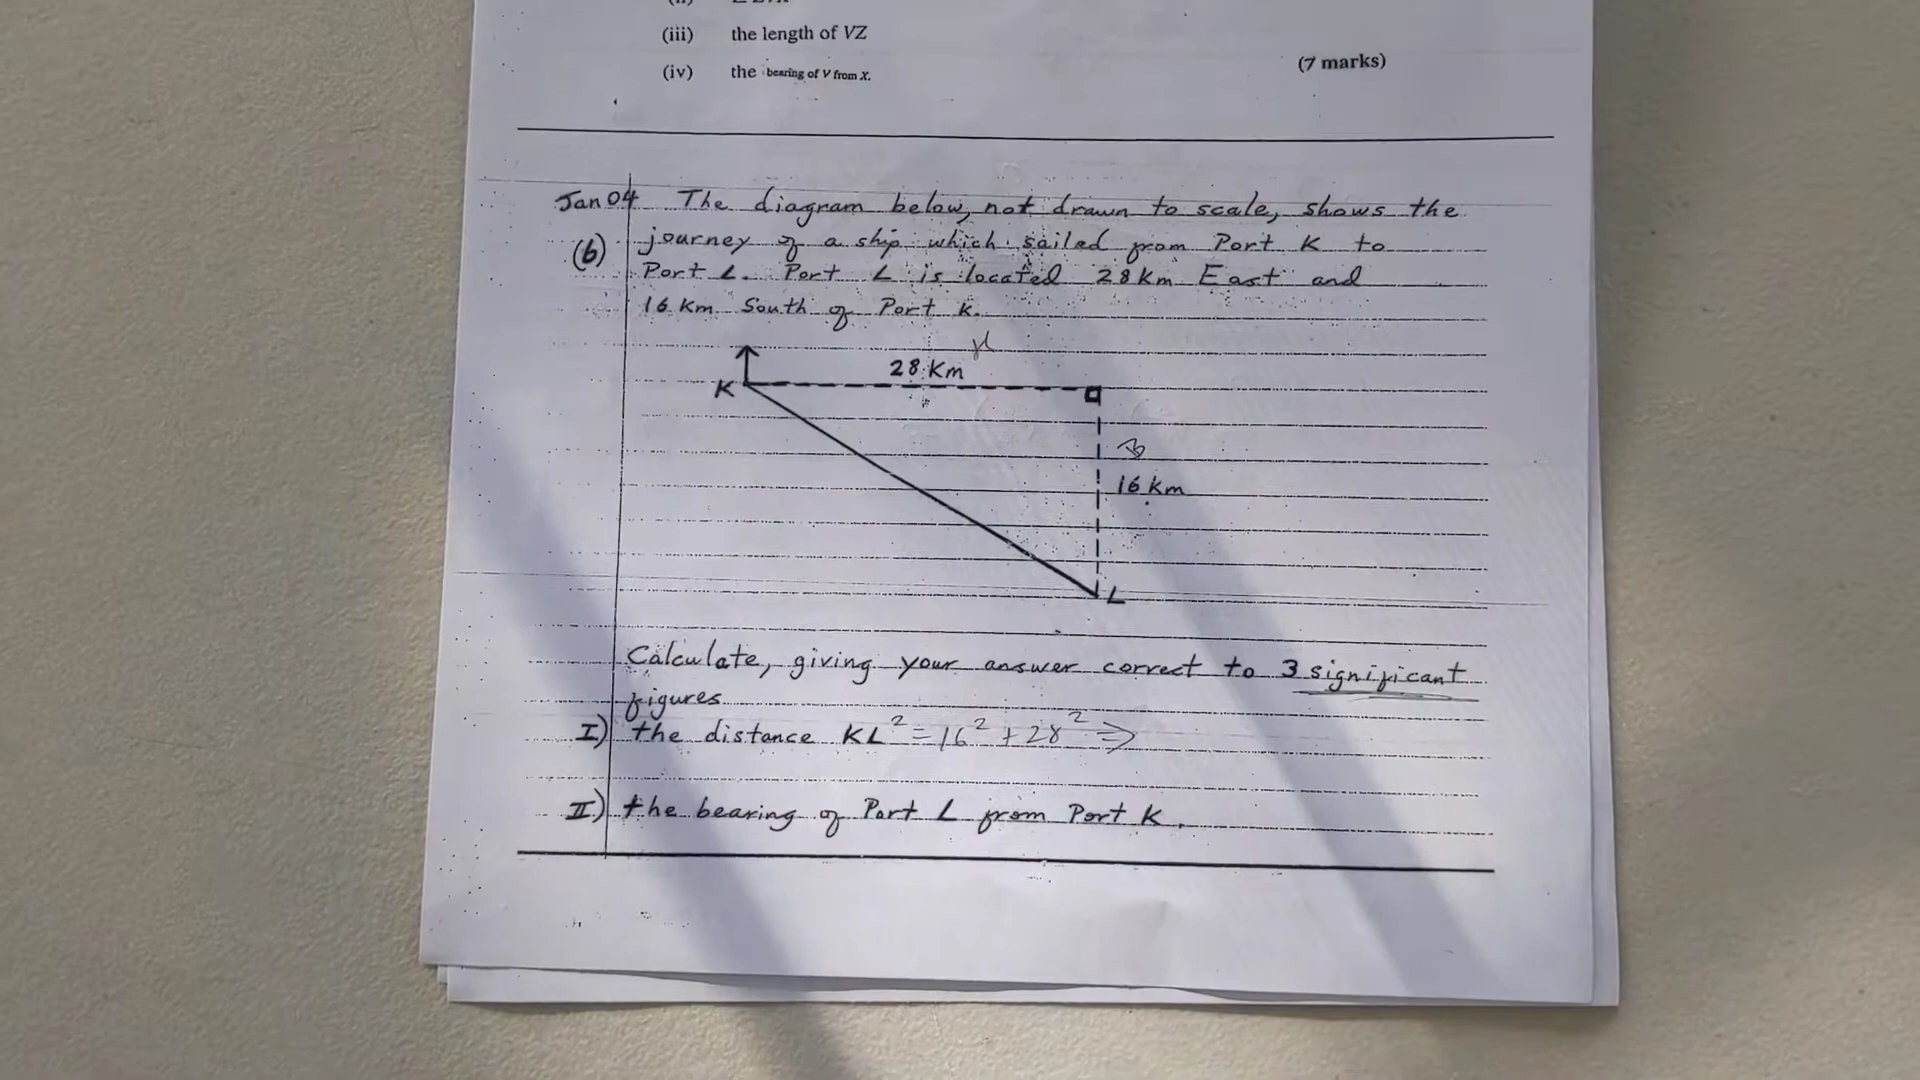 (iii) the length of VZ
(iv) the bearing of V from X.
(7 marks)
Jan 04 The diagram below, not drawn to scale, shows the
(b) journey of a ship which sailed from Port K to
Port L. Port L is located 28 km East and
16 km South of Port K.
28 km
K
16 km
L
Calculate, giving your answer correct to 3 significant
figures
I) the distance KL² = 16² + 28² ⇒
II) the bearing of Port L from Port K.